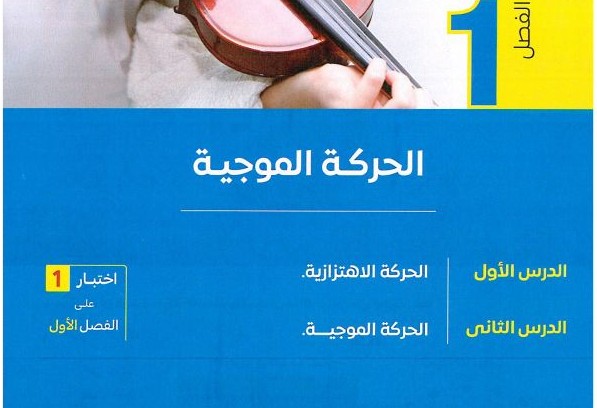 الفصل
1
الحركة الموجية
الدرس الأول
الحركة الاهتزازية.
الدرس الثانى
الحركة الموجيـــة.
اختبار 1
على
الفصل الأول